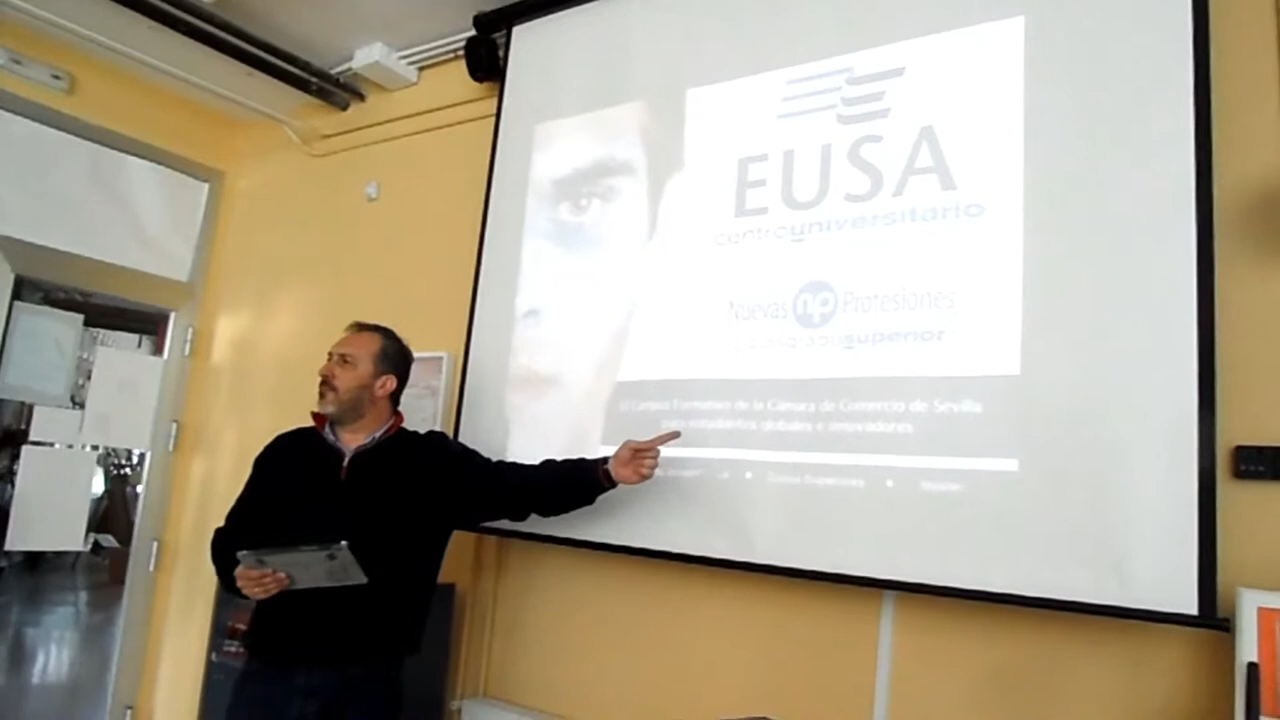 EUSA
centrouniversitario
Nuevas np Profesiones
superior
El Campus Formativo de la Cámara de Comercio de Sevilla
para estudiantes globales e innovadores